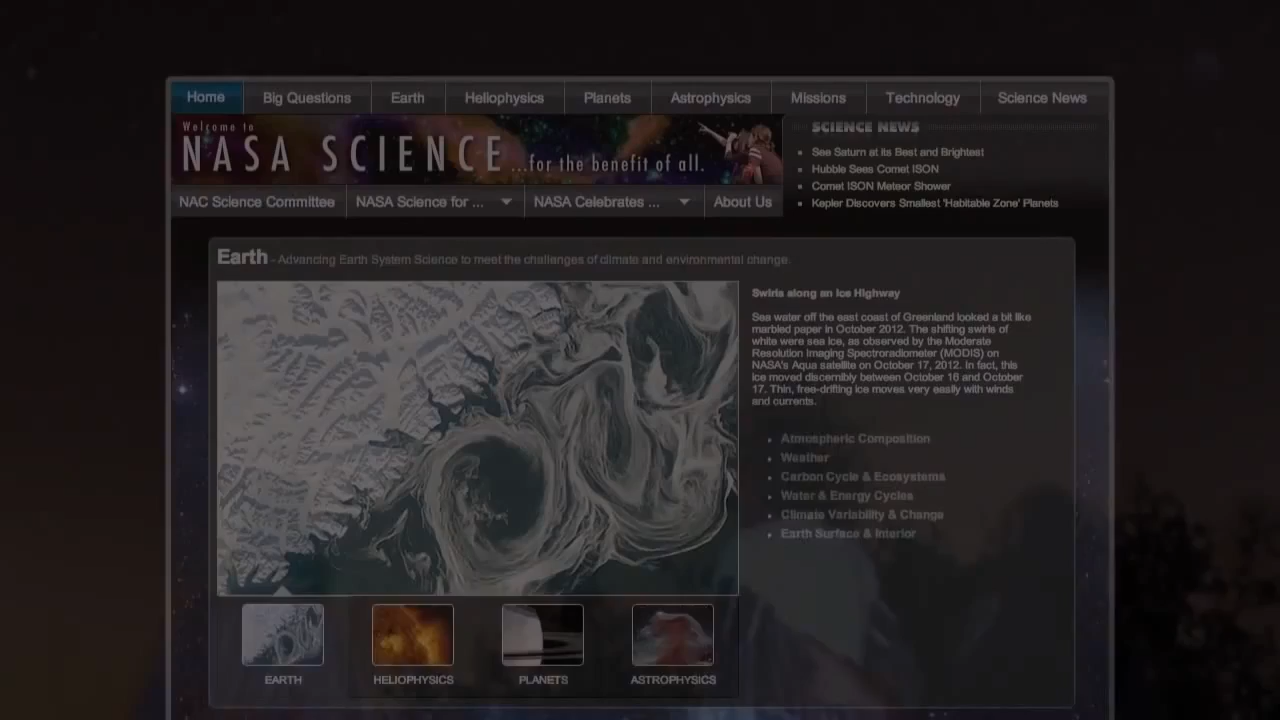 Home Big Questions Earth Heliophysics Planets Astrophysics Missions Technology Science News
Welcome to
NASA SCIENCE ...for the benefit of all.
SCIENCE NEWS
See Saturn at its Best and Brightest
Hubble Sees Comet ISON
Comet ISON Meteor Shower
Kepler Discovers Smallest 'Habitable Zone' Planets
NAC Science Committee NASA Science for ... NASA Celebrates ... About Us
Earth - Advancing Earth System Science to meet the challenges of climate and environmental change.
Swirls along an Ice Highway
Sea water off the east coast of Greenland looked a bit like
marbled paper in October 2012. The shifting swirls of
white were sea ice, as observed by the Moderate
Resolution Imaging Spectroradiometer (MODIS) on
NASA's Aqua satellite on October 17, 2012. In fact, this
ice moved discernibly between October 16 and October
17. Thin, free-drifting ice moves very easily with winds
and currents.
Atmospheric Composition
Weather
Carbon Cycle & Ecosystems
Water & Energy Cycles
Climate Variability & Change
Earth Surface & Interior
EARTH HELIOPHYSICS PLANETS ASTROPHYSICS